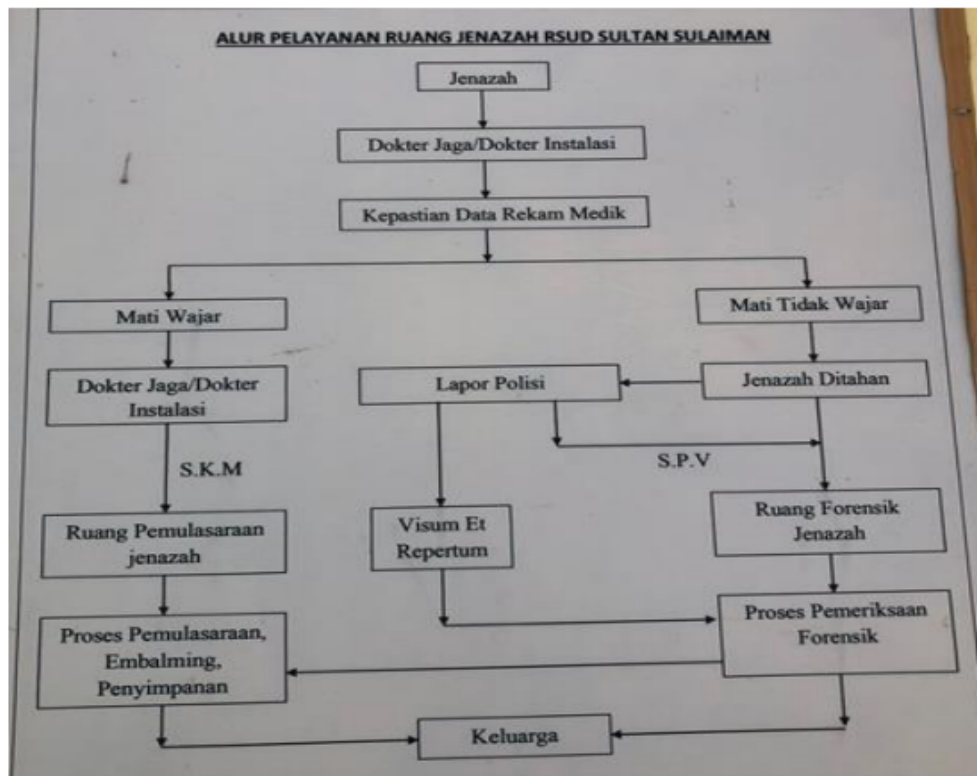 ALUR PELAYANAN RUANG JENAZAH RSUD SULTAN SULAIMAN
Jenazah
Dokter Jaga/Dokter Instalasi
Kepastian Data Rekam Medik
Mati Wajar
Mati Tidak Wajar
Dokter Jaga/Dokter
Instalasi
Lapor Polisi
Jenazah Ditahan
S.K.M
S.P.V
Ruang Pemulasaraan
jenazah
Visum Et
Repertum
Ruang Forensik
Jenazah
Proses Pemulasaraan,
Embalming,
Penyimpanan
Proses Pemeriksaan
Forensik
Keluarga